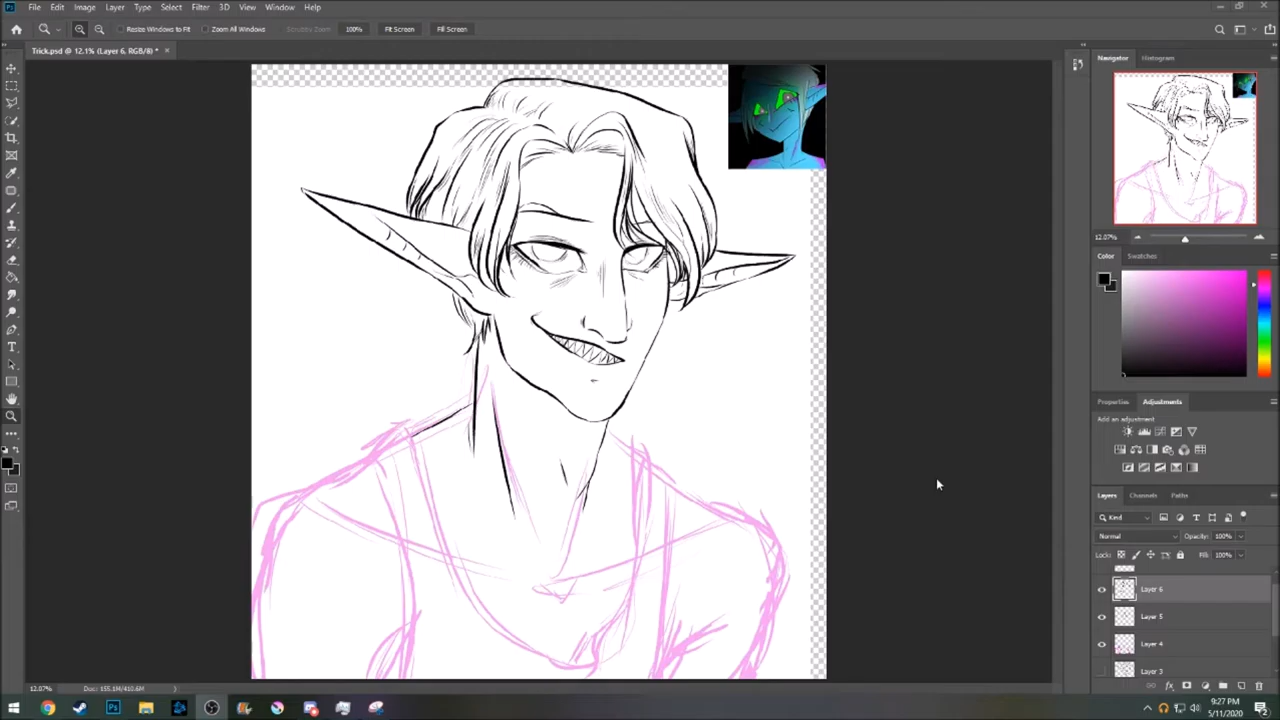 File Edit Image Layer Type Select Filter 3D View Window Help
Resize Windows to Fit Zoom All Windows Scrubby Zoom 100% Fit Screen Fill Screen
Trick.psd @ 12.1% (Layer 6, RGB/8) * ×
Navigator Histogram
12.07%
Color Swatches
Properties Adjustments
Add an adjustment
Layers Channels Paths
Kind
Normal Opacity: 100%
Locks: Fill: 100%
Layer 6
Layer 5
Layer 4
Layer 3
12.07% Doc: 155.1M/410.6M
9:27 PM
5/11/2020